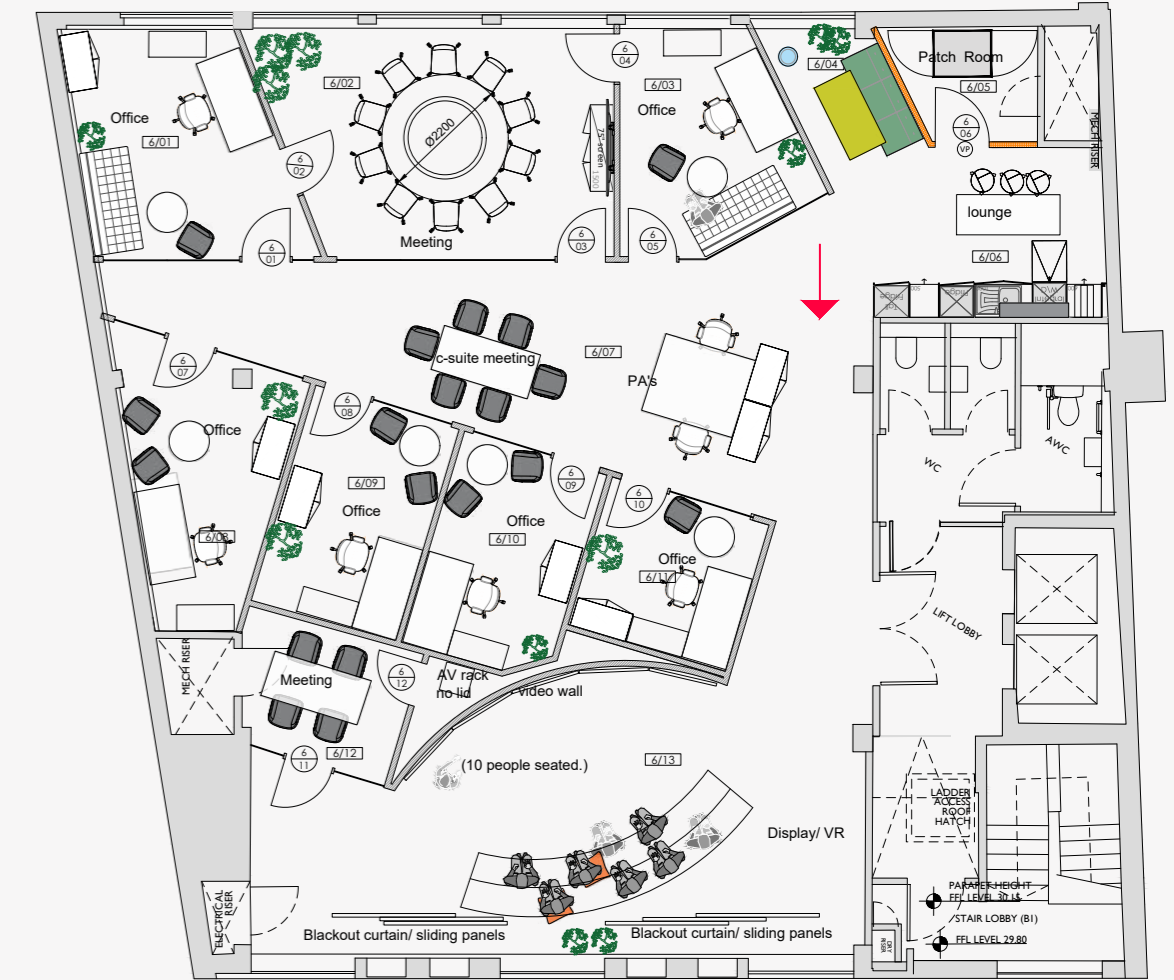 Office
6/01
6/02
Ø2200
Meeting
6
02
6
01
6
03
6
04
6/03
Office
75" screen
1500
6
05
6/04
Patch Room
6/05
6
06
VP
MECH RISER
lounge
6/06
6/07
c-suite meeting
PA's
6
07
Office
6/08
6
08
6/09
Office
6
09
Office
6/10
6
10
Office
6/11
WC
AWC
LIFT LOBBY
MECH RISER
Meeting
6
12
AV rack
no lid
video wall
6
11
6/12
(10 people seated.)
6/13
Display/ VR
LADDER
ACCESS
ROOF
HATCH
ELECTRICAL
RISER
PARAPET HEIGHT
FFL LEVEL 30.15
STAIR LOBBY (B1)
FFL LEVEL 29.80
DRY
RISER
Blackout curtain/ sliding panels
Blackout curtain/ sliding panels